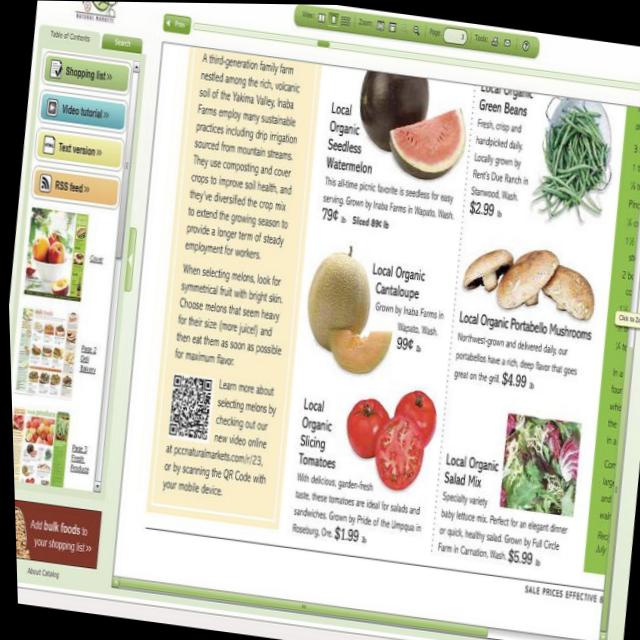 NATURAL MARKETS
Table of Contents
Search
Prev
View:
Zoom:
Page:
3
Tools:
Shopping list »
Video tutorial »
Text version »
RSS feed »
Cover
Page 2
Deli
Bakery
Page 3
Fresh
Produce
Add bulk foods to
your shopping list »
About Catalog
A third-generation family farm
nestled among the rich, volcanic
soil of the Yakima Valley, Inaba
Farms employ many sustainable
practices including drip irrigation
sourced from mountain streams.
They use composting and cover
crops to improve soil health, and
they've diversified the crop mix
to extend the growing season to
provide a longer term of steady
employment for workers.
When selecting melons, look for
symmetrical fruit with bright skin.
Choose melons that seem heavy
for their size (more juice!) and
then eat them as soon as possible
for maximum flavor.
Learn more about
selecting melons by
checking out our
new video online
at pccnaturalmarkets.com/r/23,
or by scanning the QR Code with
your mobile device.
Local
Organic
Seedless
Watermelon
This all-time picnic favorite is seedless for easy
serving. Grown by Inaba Farms in Wapato, Wash.
79¢ lb Sliced 89¢ lb
Local Organic
Cantaloupe
Grown by Inaba Farms in
Wapato, Wash.
99¢ lb
Local
Organic
Slicing
Tomatoes
With delicious, garden-fresh
taste, these tomatoes are ideal for salads and
sandwiches. Grown by Pride of the Umpqua in
Roseburg, Ore. $1.99 lb
Local Organic
Green Beans
Fresh, crisp and
handpicked daily.
Locally grown by
Rent's Due Ranch in
Stanwood, Wash.
$2.99 lb
Local Organic Portabello Mushrooms
Northwest-grown and delivered daily, our
portabellos have a rich, deep flavor that goes
great on the grill. $4.99 lb
Local Organic
Salad Mix
Specialty variety
baby lettuce mix. Perfect for an elegant dinner
or quick, healthy salad. Grown by Full Circle
Farm in Carnation, Wash. $5.99 lb
SALE PRICES EFFECTIVE
Click to